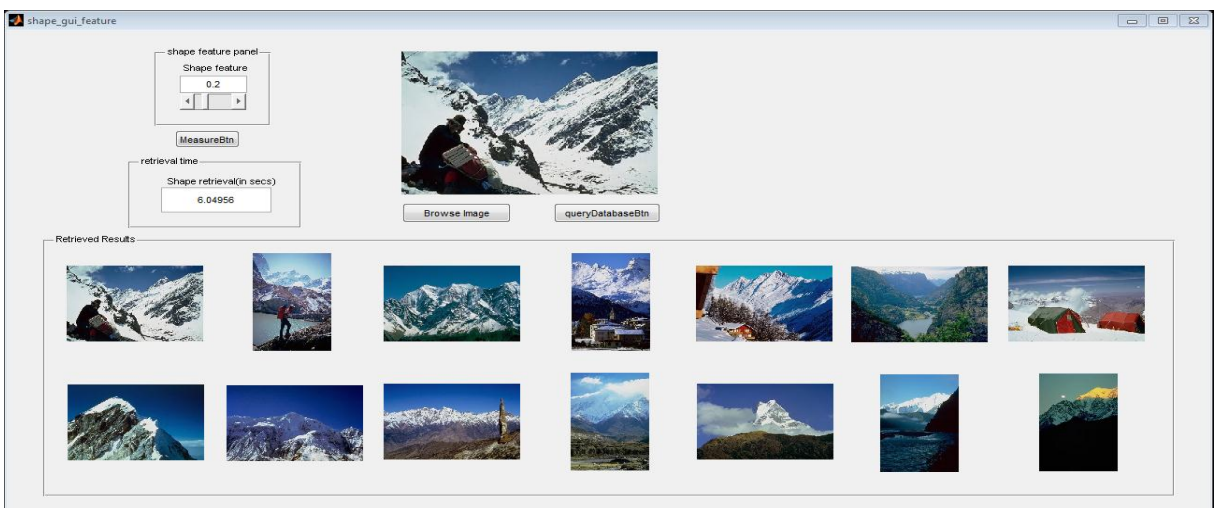 shape_gui_feature
shape feature panel
Shape feature
0.2
MeasureBtn
retrieval time
Shape retrieval(in secs)
6.04956
Browse Image
queryDatabaseBtn
Retrieved Results